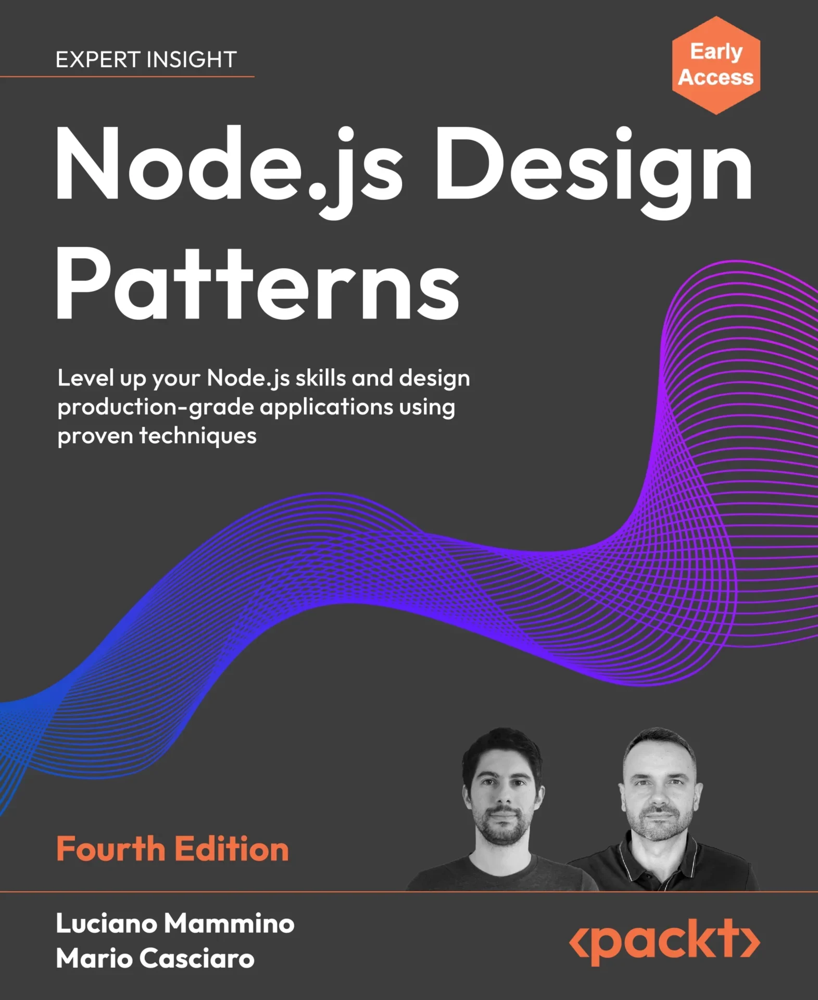 EXPERT INSIGHT
Early
Access
Node.js Design
Patterns
Level up your Node.js skills and design
production-grade applications using
proven techniques
Fourth Edition
Luciano Mammino
Mario Casciaro
<packt>